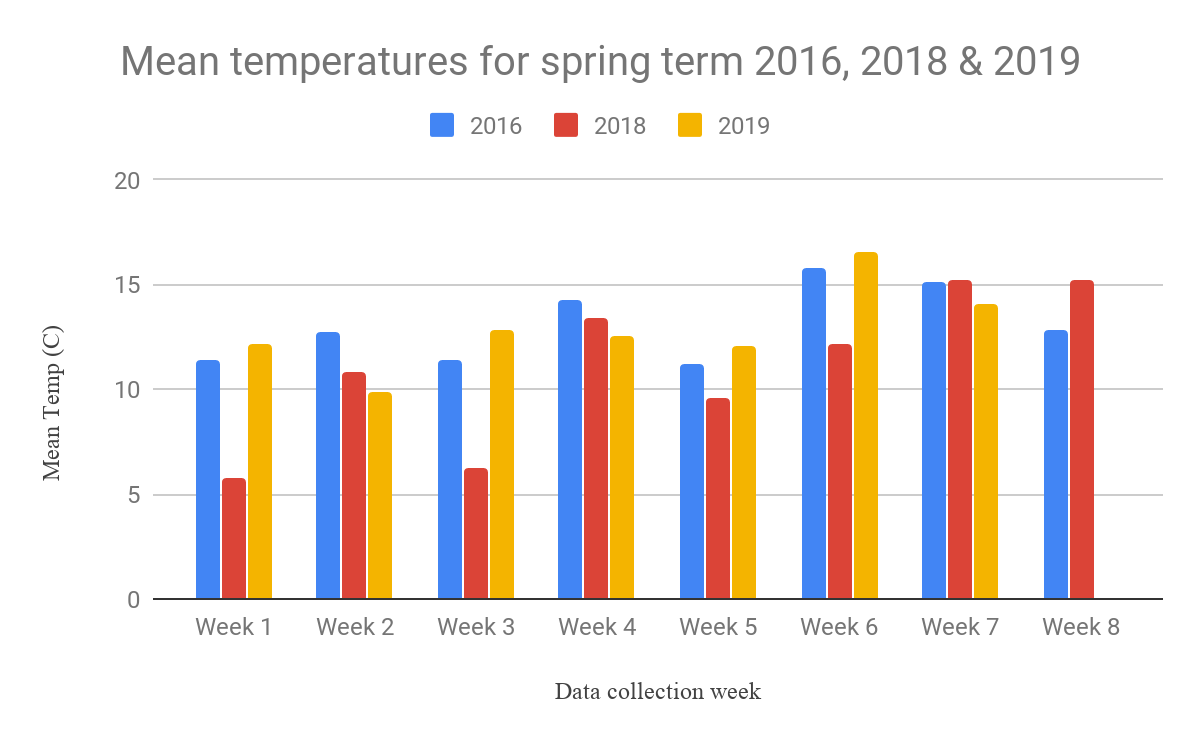 Mean temperatures for spring term 2016, 2018 & 2019
2016 2018 2019
20
15
10
5
0
Mean Temp (C)
Week 1 Week 2 Week 3 Week 4 Week 5 Week 6 Week 7 Week 8
Data collection week